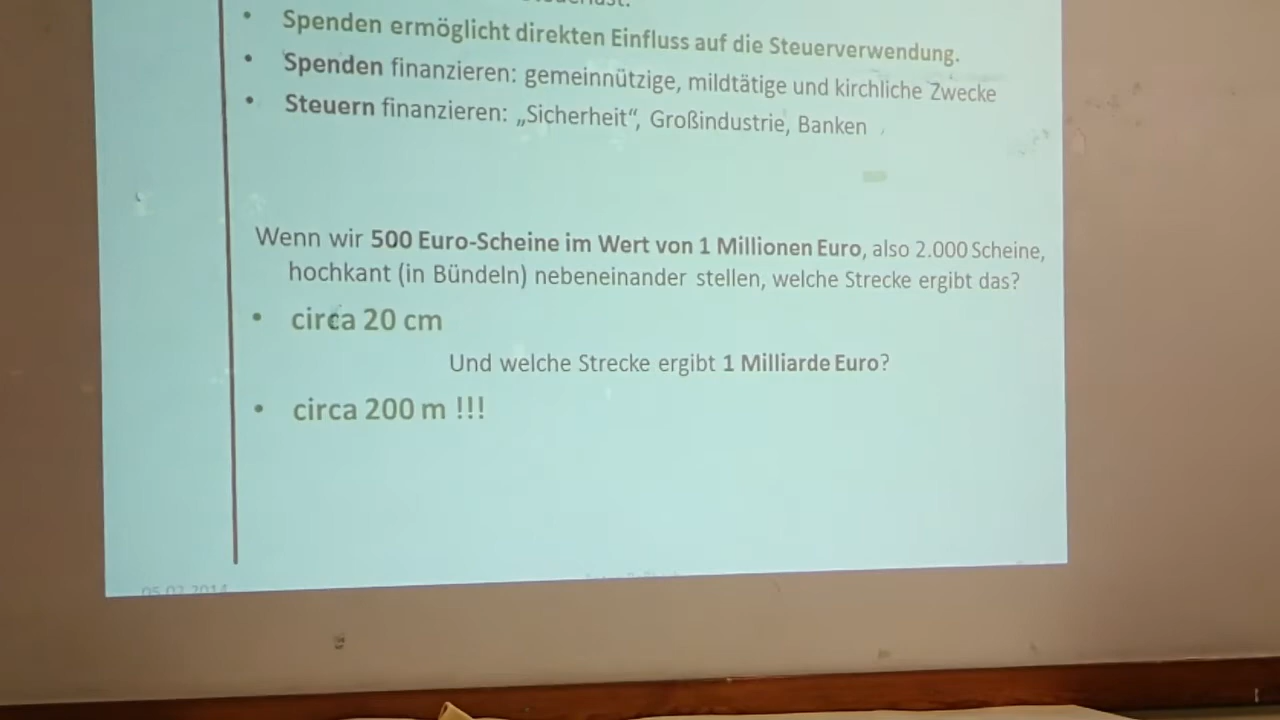 • Spenden ermöglicht direkten Einfluss auf die Steuerverwendung.
• Spenden finanzieren: gemeinnützige, mildtätige und kirchliche Zwecke
• Steuern finanzieren: „Sicherheit“, Großindustrie, Banken
Wenn wir 500 Euro-Scheine im Wert von 1 Millionen Euro, also 2.000 Scheine,
hochkant (in Bündeln) nebeneinander stellen, welche Strecke ergibt das?
• circa 20 cm
Und welche Strecke ergibt 1 Milliarde Euro?
• circa 200 m !!!